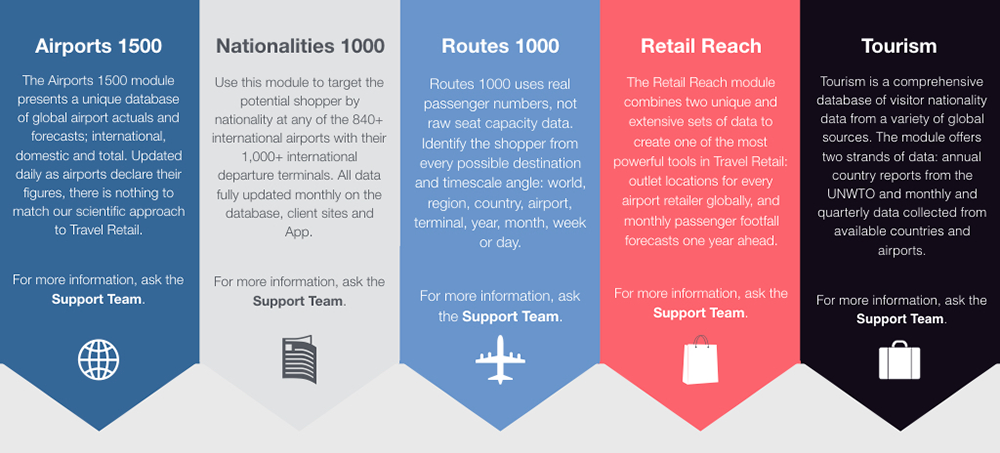 Airports 1500
The Airports 1500 module
presents a unique database
of global airport actuals and
forecasts; international,
domestic and total. Updated
daily as airports declare their
figures, there is nothing to
match our scientific approach
to Travel Retail.
For more information, ask the
Support Team.
Nationalities 1000
Use this module to target the
potential shopper by
nationality at any of the 840+
international airports with their
1,000+ international
departure terminals. All data
fully updated monthly on the
database, client sites and
App.
For more information, ask the
Support Team.
Routes 1000
Routes 1000 uses real
passenger numbers, not
raw seat capacity data.
Identify the shopper from
every possible destination
and timescale angle: world,
region, country, airport,
terminal, year, month, week
or day.
For more information, ask
the Support Team.
Retail Reach
The Retail Reach module
combines two unique and
extensive sets of data to
create one of the most
powerful tools in Travel Retail:
outlet locations for every
airport retailer globally, and
monthly passenger footfall
forecasts one year ahead.
For more information, ask the
Support Team.
Tourism
Tourism is a comprehensive
database of visitor nationality
data from a variety of global
sources. The module offers
two strands of data: annual
country reports from the
UNWTO and monthly and
quarterly data collected from
available countries and
airports.
For more information, ask the
Support Team.